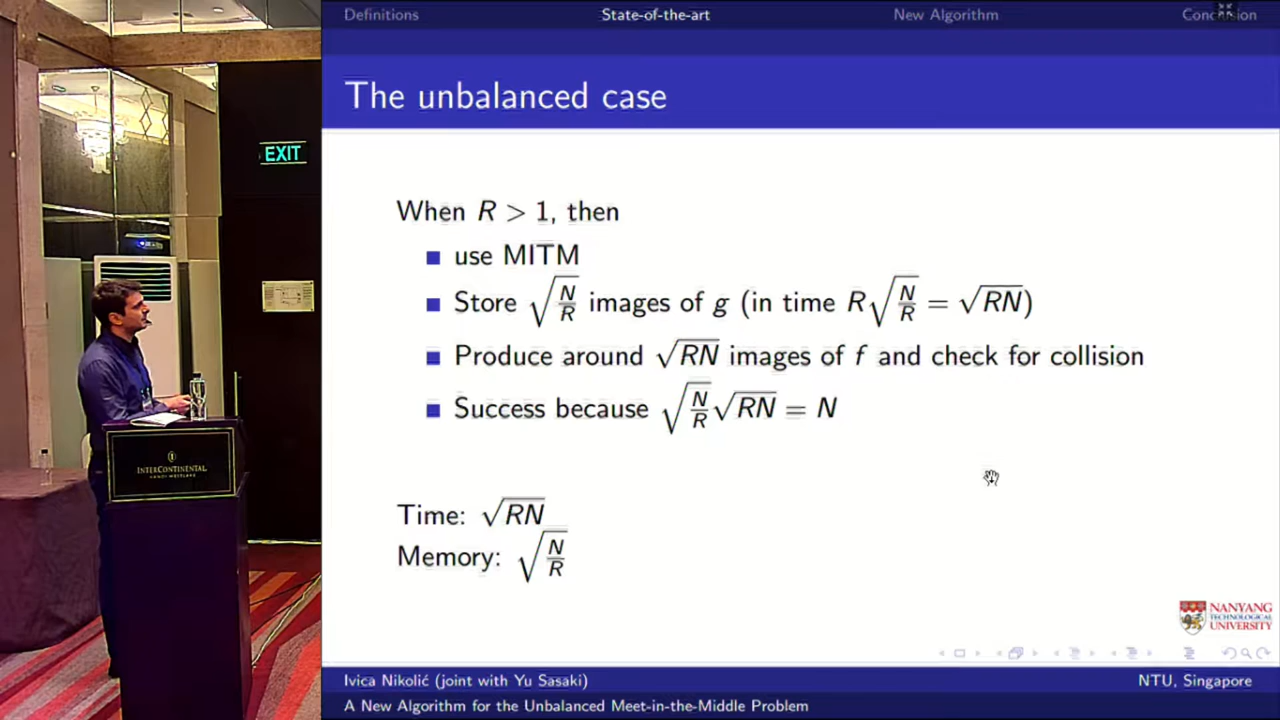 Definitions State-of-the-art New Algorithm Conclusion
The unbalanced case
EXIT
When R > 1, then
use MITM
Store √(N/R) images of g (in time R√(N/R) = √(RN))
Produce around √(RN) images of f and check for collision
Success because √(N/R)√(RN) = N
INTERCONTINENTAL
HANOI WESTLAKE
Time: √(RN)
Memory: √(N/R)
NANYANG
TECHNOLOGICAL
UNIVERSITY
Ivica Nikolić (joint with Yu Sasaki) NTU, Singapore
A New Algorithm for the Unbalanced Meet-in-the-Middle Problem